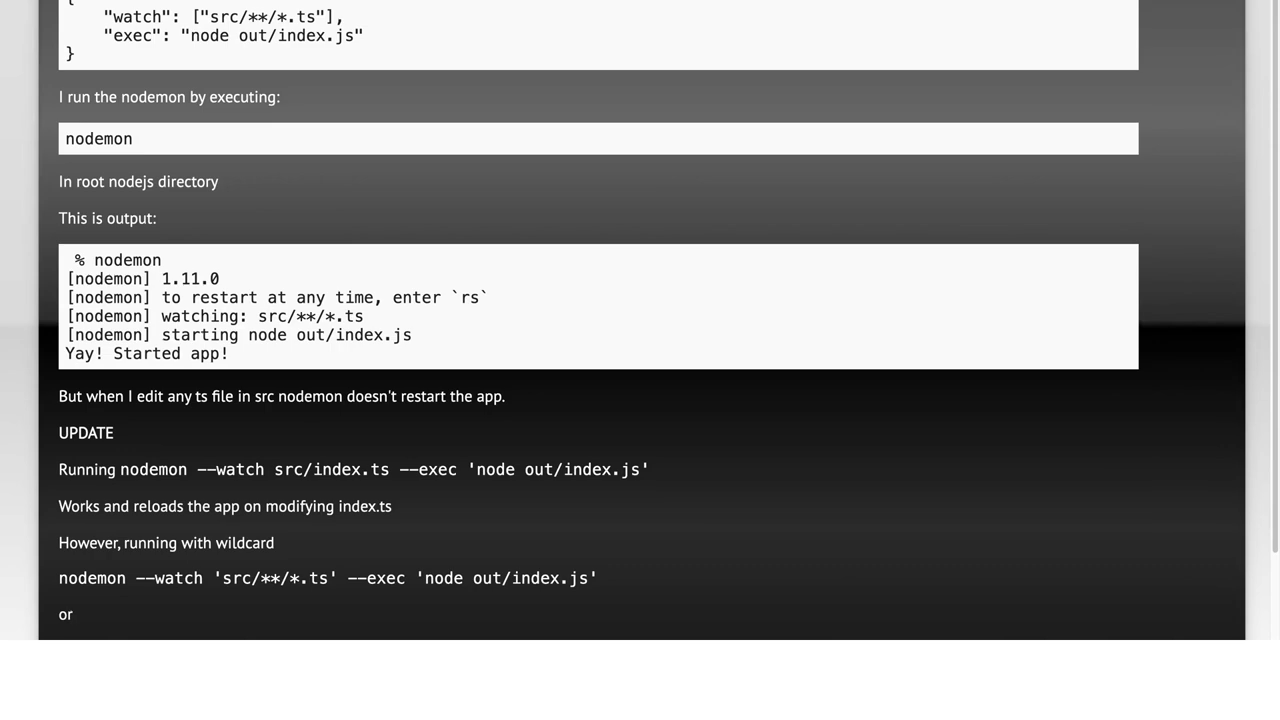 {
"watch": ["src/**/*.ts"],
"exec": "node out/index.js"
}
I run the nodemon by executing:
nodemon
In root nodejs directory
This is output:
% nodemon
[nodemon] 1.11.0
[nodemon] to restart at any time, enter `rs`
[nodemon] watching: src/**/*.ts
[nodemon] starting node out/index.js
Yay! Started app!
But when I edit any ts file in src nodemon doesn't restart the app.
UPDATE
Running nodemon --watch src/index.ts --exec 'node out/index.js'
Works and reloads the app on modifying index.ts
However, running with wildcard
nodemon --watch 'src/**/*.ts' --exec 'node out/index.js'
or